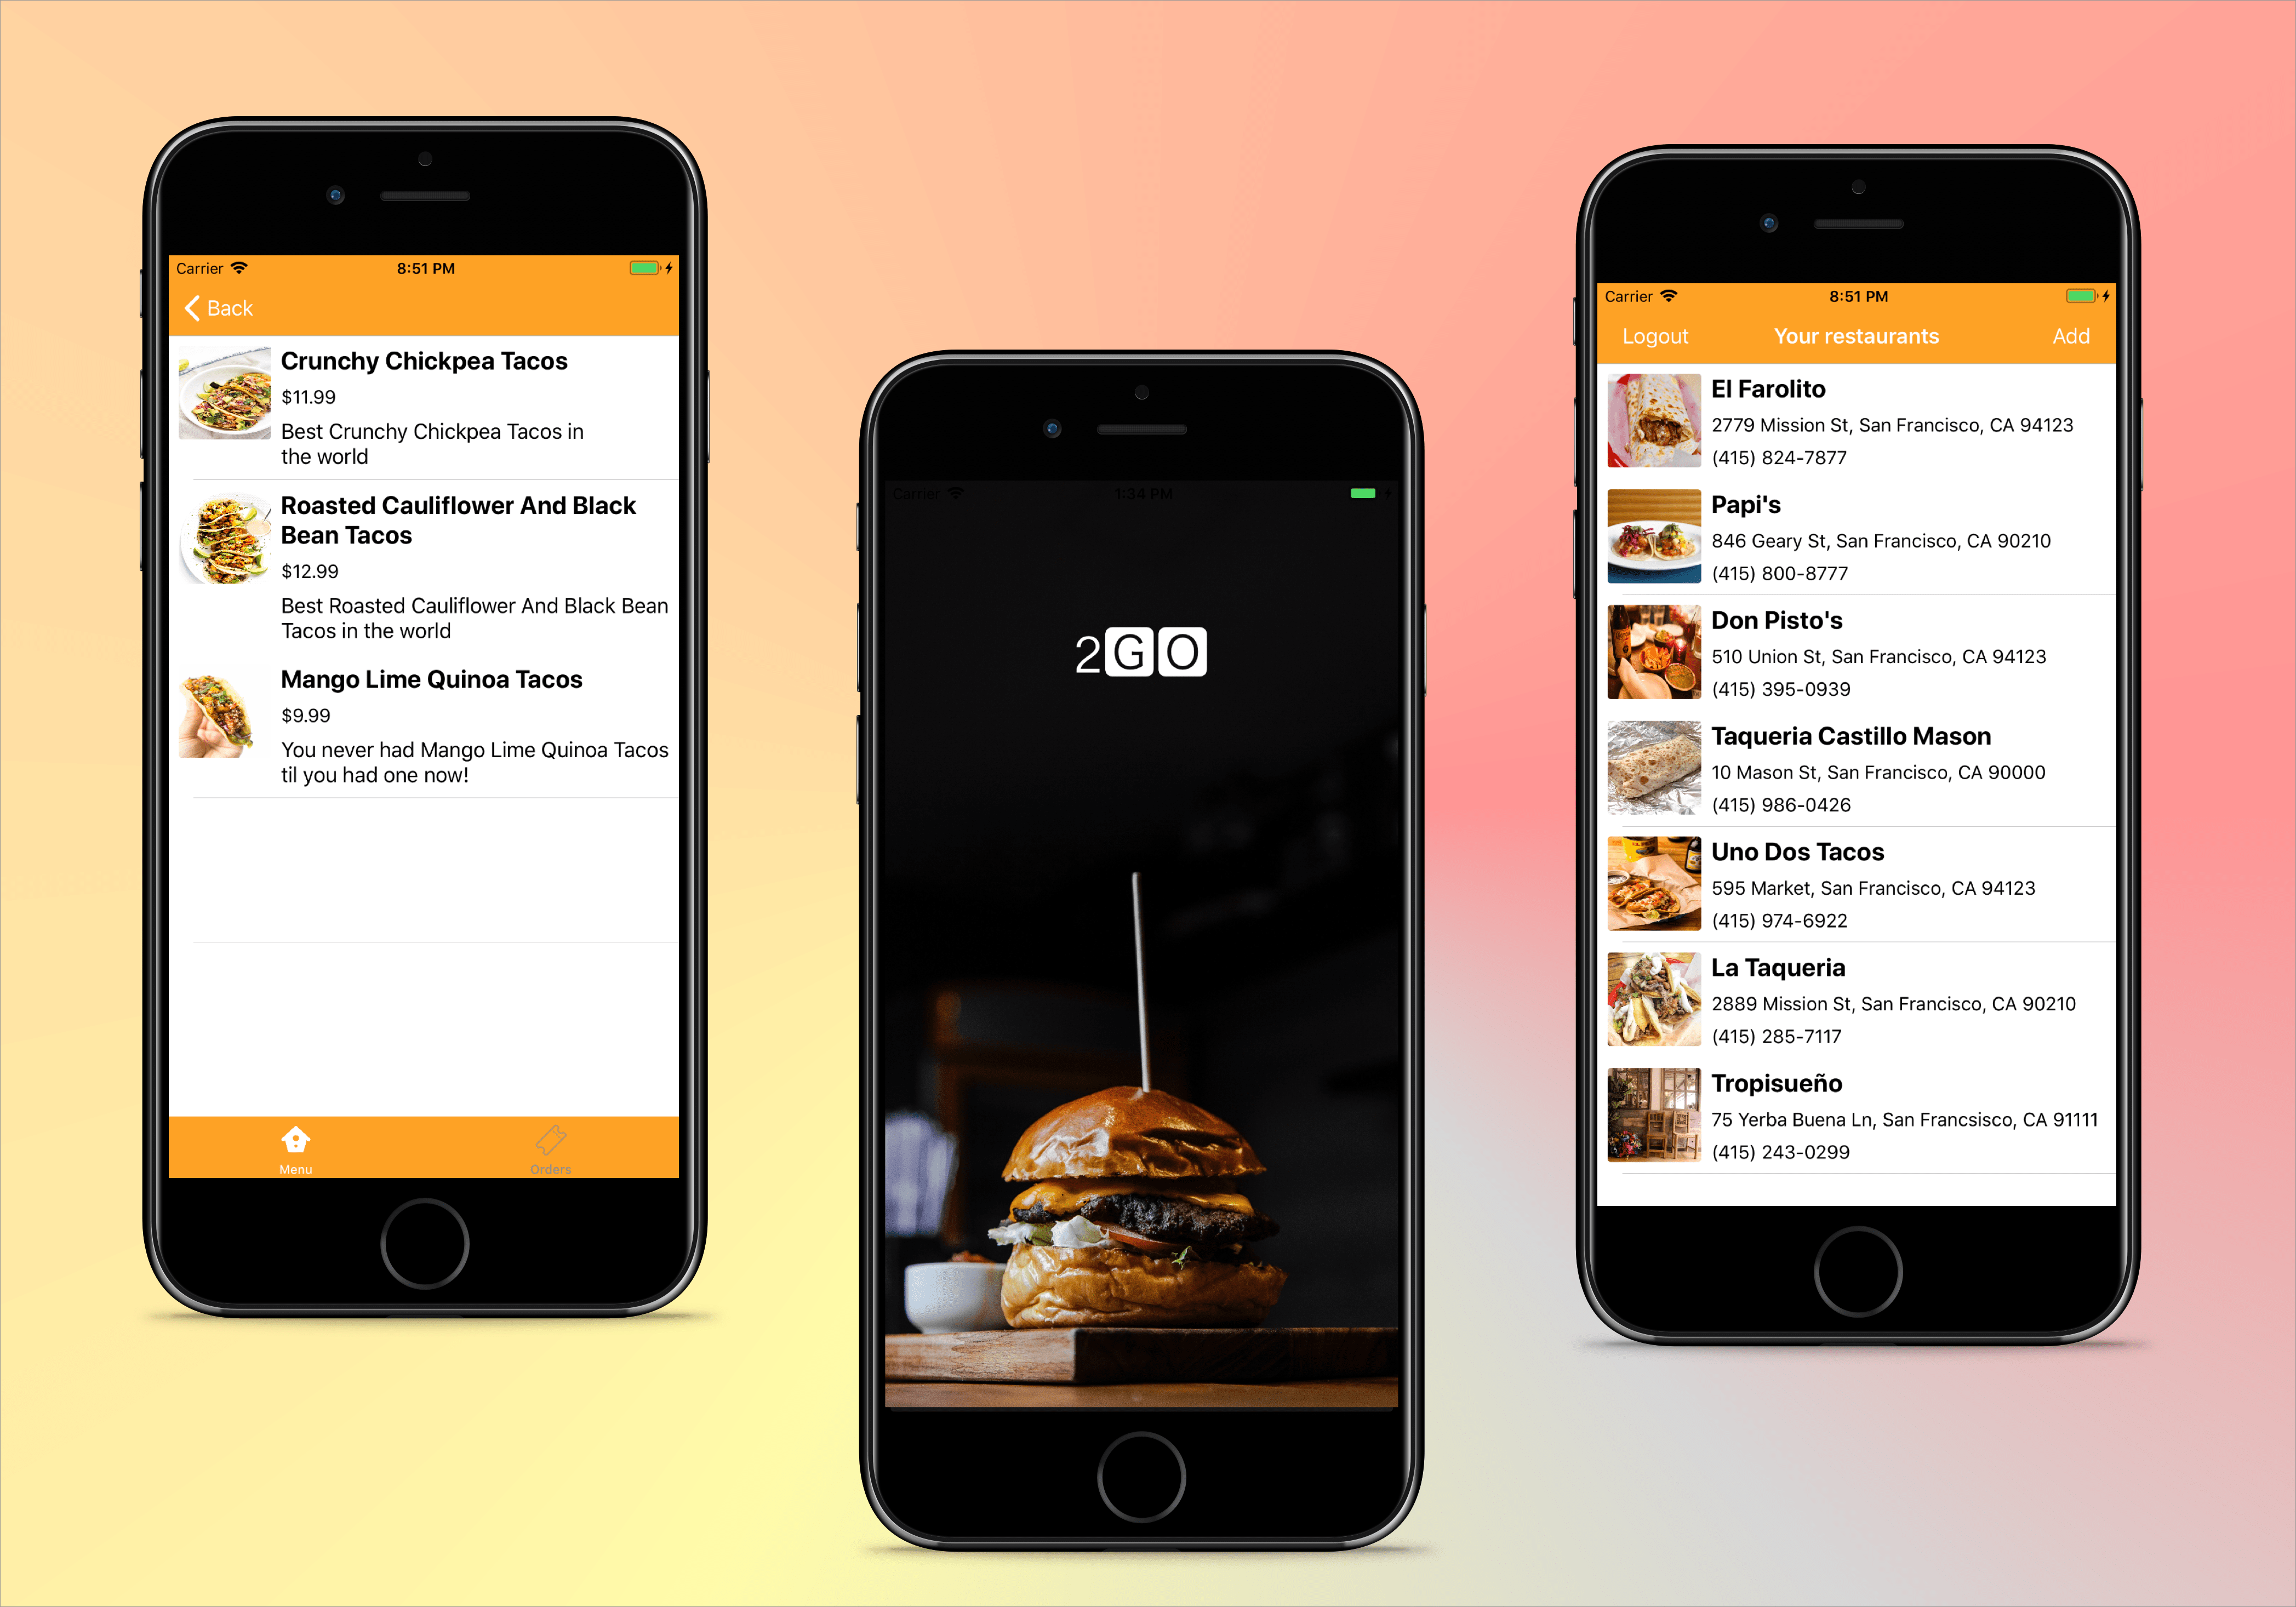 Carrier 8:51 PM
Back
Crunchy Chickpea Tacos
$11.99
Best Crunchy Chickpea Tacos in
the world
Roasted Cauliflower And Black
Bean Tacos
$12.99
Best Roasted Cauliflower And Black Bean
Tacos in the world
Mango Lime Quinoa Tacos
$9.99
You never had Mango Lime Quinoa Tacos
til you had one now!
Menu Orders
Carrier 1:34 PM
2GO
Carrier 8:51 PM
Logout Your restaurants Add
El Farolito
2779 Mission St, San Francisco, CA 94123
(415) 824-7877
Papi's
846 Geary St, San Francisco, CA 90210
(415) 800-8777
Don Pisto's
510 Union St, San Francisco, CA 94123
(415) 395-0939
Taqueria Castillo Mason
10 Mason St, San Francisco, CA 90000
(415) 986-0426
Uno Dos Tacos
595 Market, San Francisco, CA 94123
(415) 974-6922
La Taqueria
2889 Mission St, San Francisco, CA 90210
(415) 285-7117
Tropisueño
75 Yerba Buena Ln, San Francsisco, CA 91111
(415) 243-0299